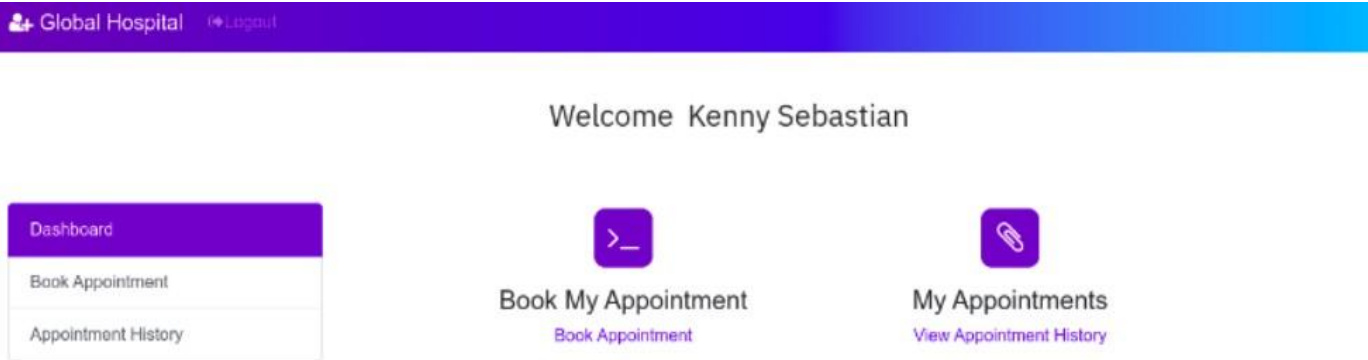 Global Hospital Logout
Welcome Kenny Sebastian
Dashboard
Book Appointment
Appointment History
Book My Appointment
Book Appointment
My Appointments
View Appointment History